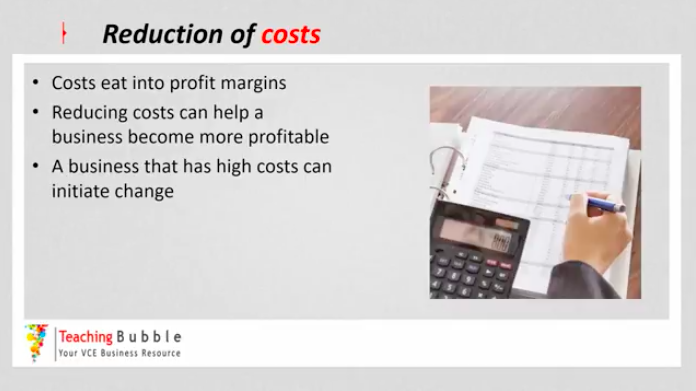 Reduction of costs
• Costs eat into profit margins
• Reducing costs can help a
business become more profitable
• A business that has high costs can
initiate change
Teaching Bubble
Your VCE Business Resource